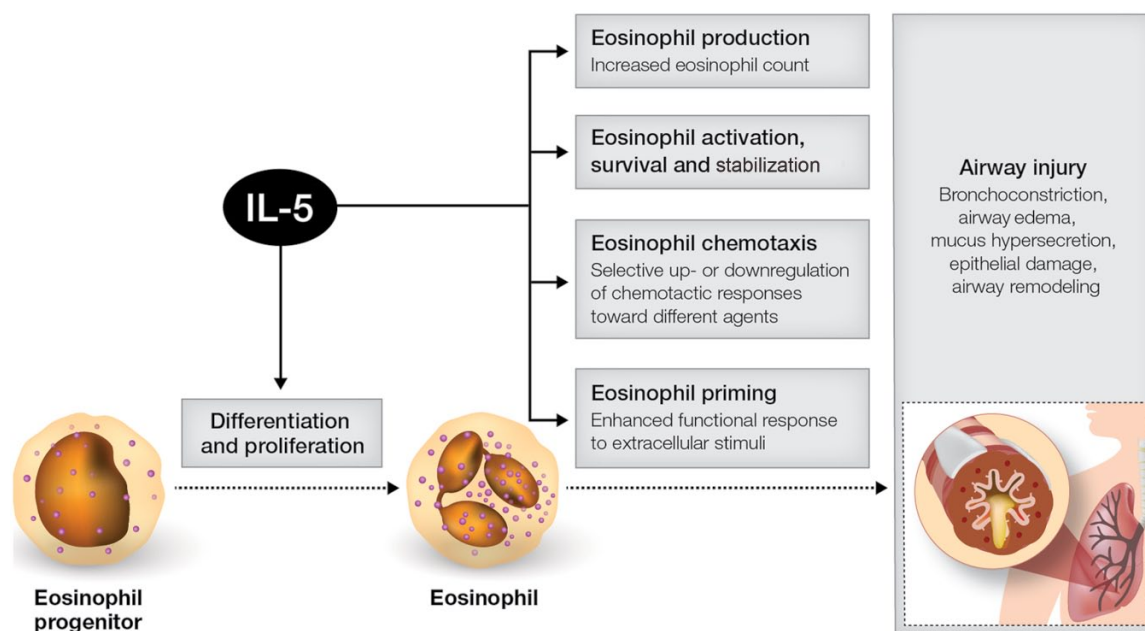 Eosinophil production
Increased eosinophil count
Eosinophil activation,
survival and stabilization
IL-5
Eosinophil chemotaxis
Selective up- or downregulation
of chemotactic responses
toward different agents
Eosinophil priming
Enhanced functional response
to extracellular stimuli
Airway injury
Bronchoconstriction,
airway edema,
mucus hypersecretion,
epithelial damage,
airway remodeling
Differentiation
and proliferation
Eosinophil
progenitor
Eosinophil